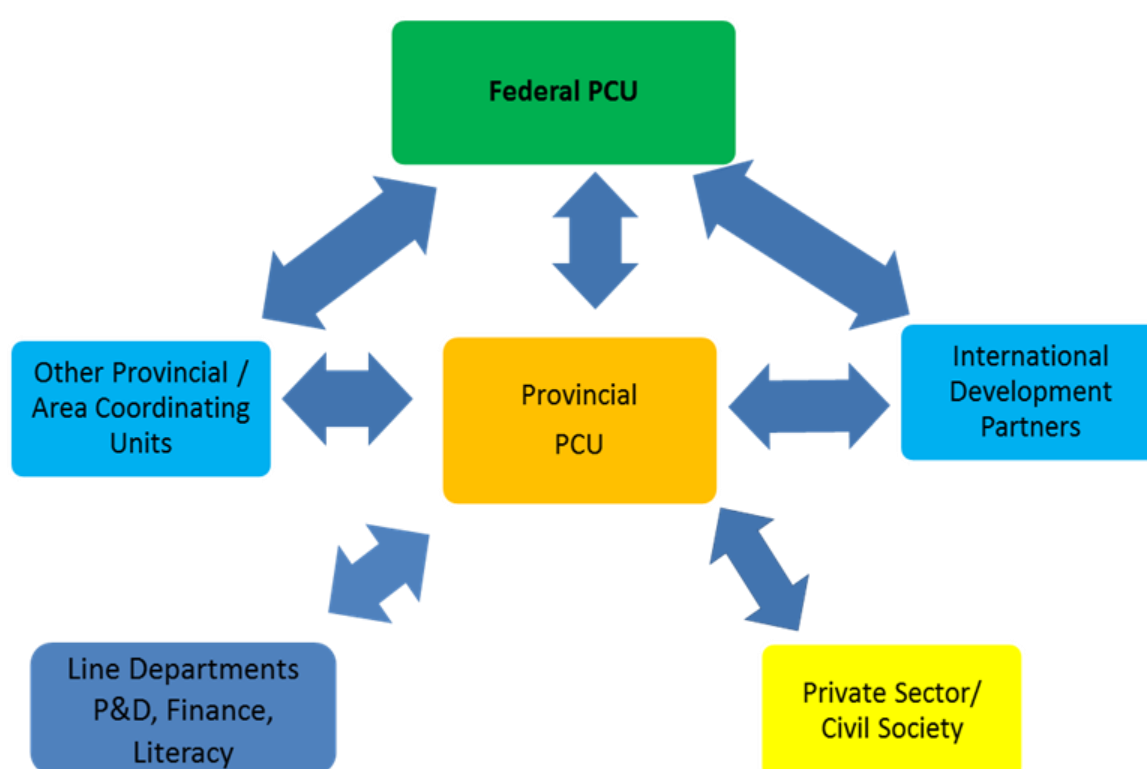 Federal PCU
Other Provincial /
Area Coordinating
Units
Provincial
PCU
International
Development
Partners
Line Departments
P&D, Finance,
Literacy
Private Sector/
Civil Society